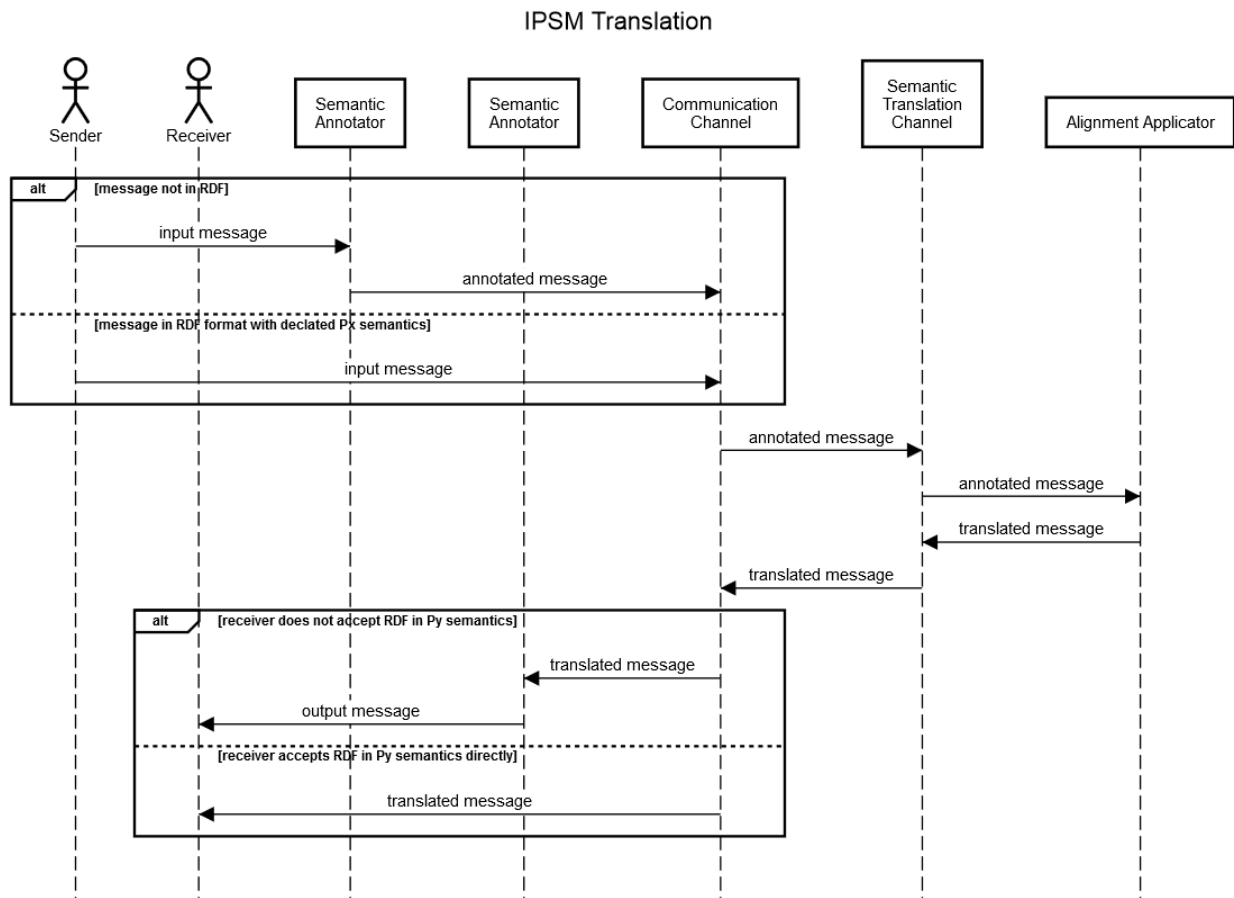 IPSM Translation
Sender
Receiver
Semantic
Annotator
Semantic
Annotator
Communication
Channel
Semantic
Translation
Channel
Alignment Applicator
alt
[message not in RDF]
input message
annotated message
[message in RDF format with declated Px semantics]
input message
annotated message
annotated message
translated message
translated message
alt
[receiver does not accept RDF in Py semantics]
translated message
output message
[receiver accepts RDF in Py semantics directly]
translated message